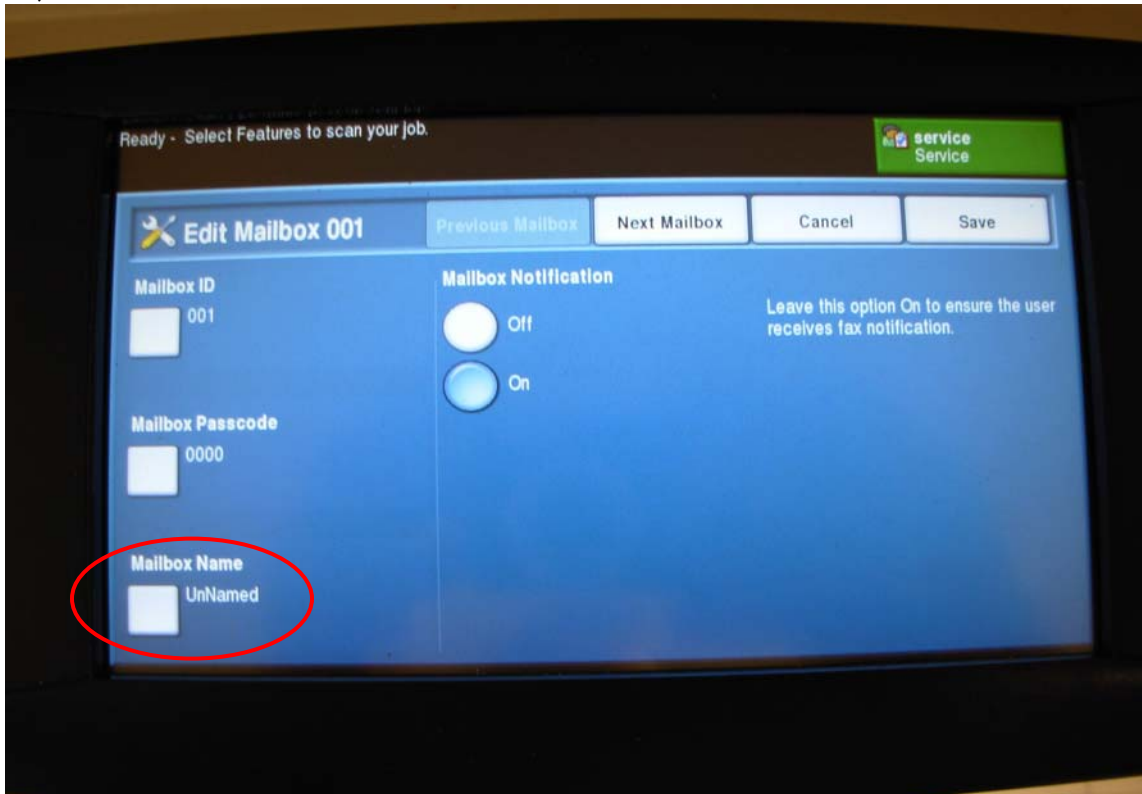 Ready - Select Features to scan your job.
service
Service
Edit Mailbox 001
Previous Mailbox
Next Mailbox
Cancel
Save
Mailbox ID
001
Mailbox Notification
Off
On
Leave this option On to ensure the user
receives fax notification.
Mailbox Passcode
0000
Mailbox Name
UnNamed